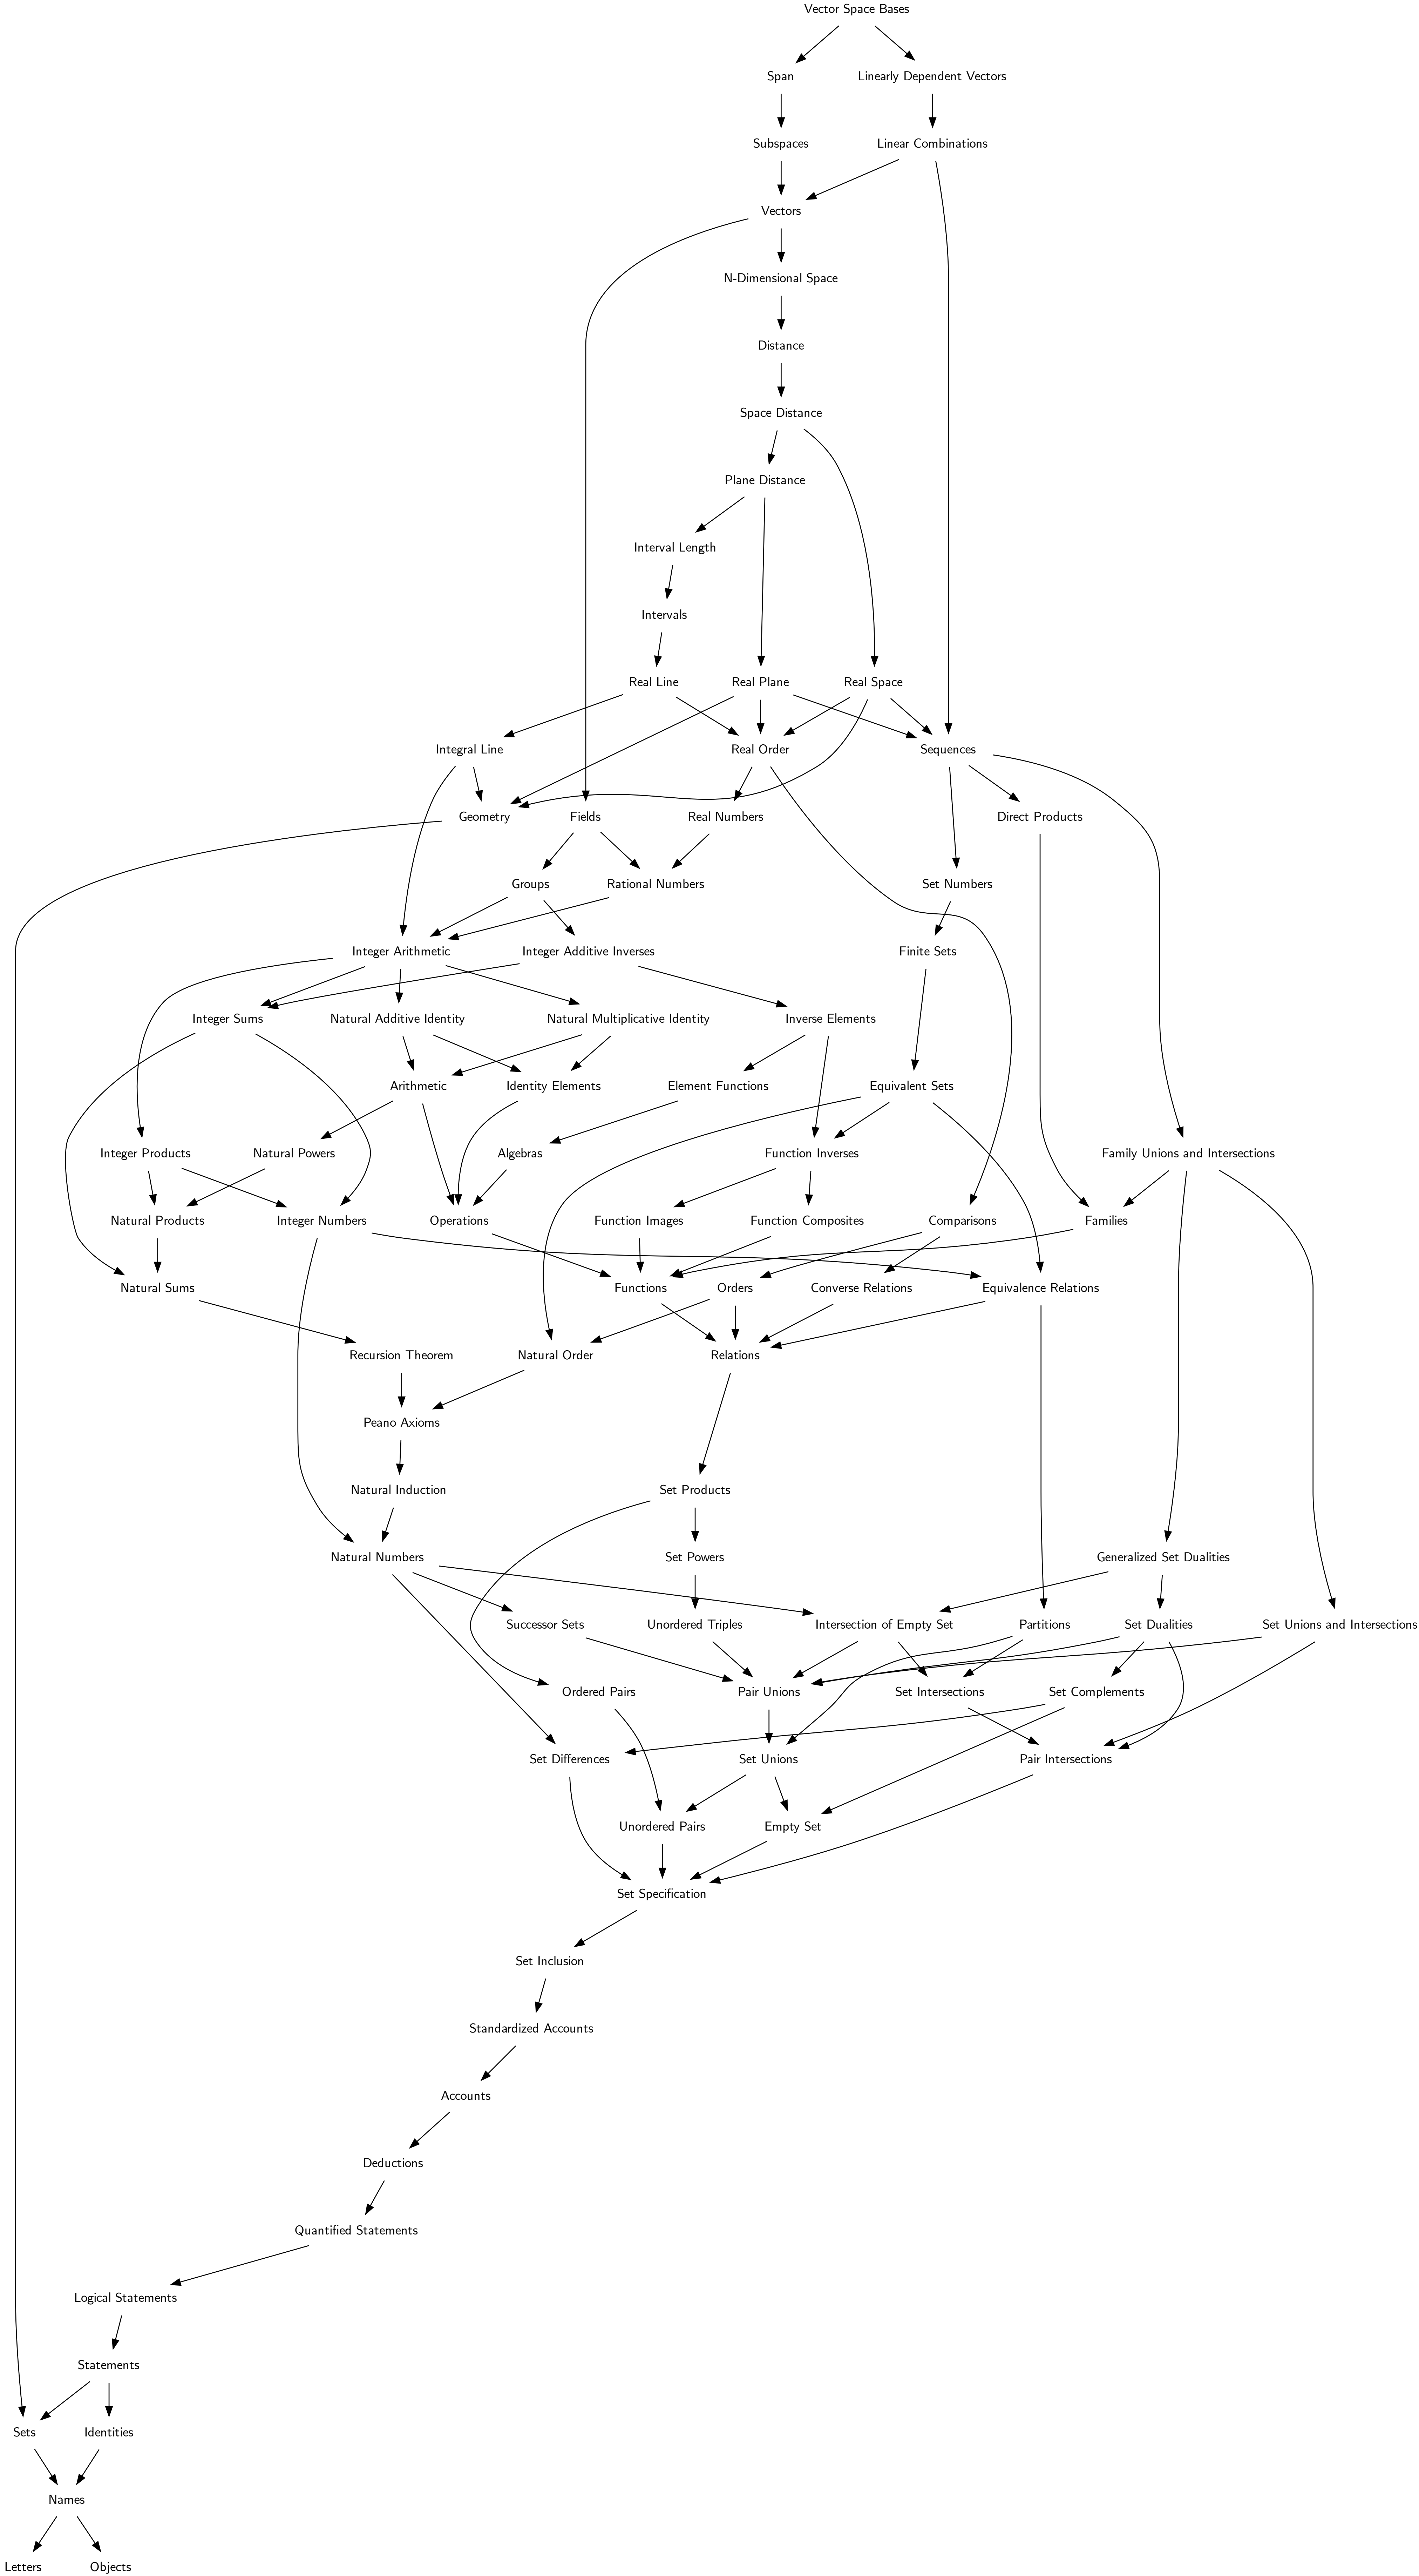 Vector Space Bases
Span
Linearly Dependent Vectors
Subspaces
Linear Combinations
Vectors
N-Dimensional Space
Distance
Space Distance
Plane Distance
Interval Length
Intervals
Real Line
Real Plane
Real Space
Integral Line
Real Order
Sequences
Geometry
Fields
Real Numbers
Direct Products
Groups
Rational Numbers
Set Numbers
Integer Arithmetic
Integer Additive Inverses
Finite Sets
Integer Sums
Natural Additive Identity
Natural Multiplicative Identity
Inverse Elements
Arithmetic
Identity Elements
Element Functions
Equivalent Sets
Integer Products
Natural Powers
Algebras
Function Inverses
Family Unions and Intersections
Natural Products
Integer Numbers
Operations
Function Images
Function Composites
Comparisons
Families
Natural Sums
Functions
Orders
Converse Relations
Equivalence Relations
Recursion Theorem
Natural Order
Relations
Peano Axioms
Natural Induction
Set Products
Natural Numbers
Set Powers
Generalized Set Dualities
Successor Sets
Unordered Triples
Intersection of Empty Set
Partitions
Set Dualities
Set Unions and Intersections
Ordered Pairs
Pair Unions
Set Intersections
Set Complements
Set Differences
Set Unions
Pair Intersections
Unordered Pairs
Empty Set
Set Specification
Set Inclusion
Standardized Accounts
Accounts
Deductions
Quantified Statements
Logical Statements
Statements
Sets
Identities
Names
Letters
Objects